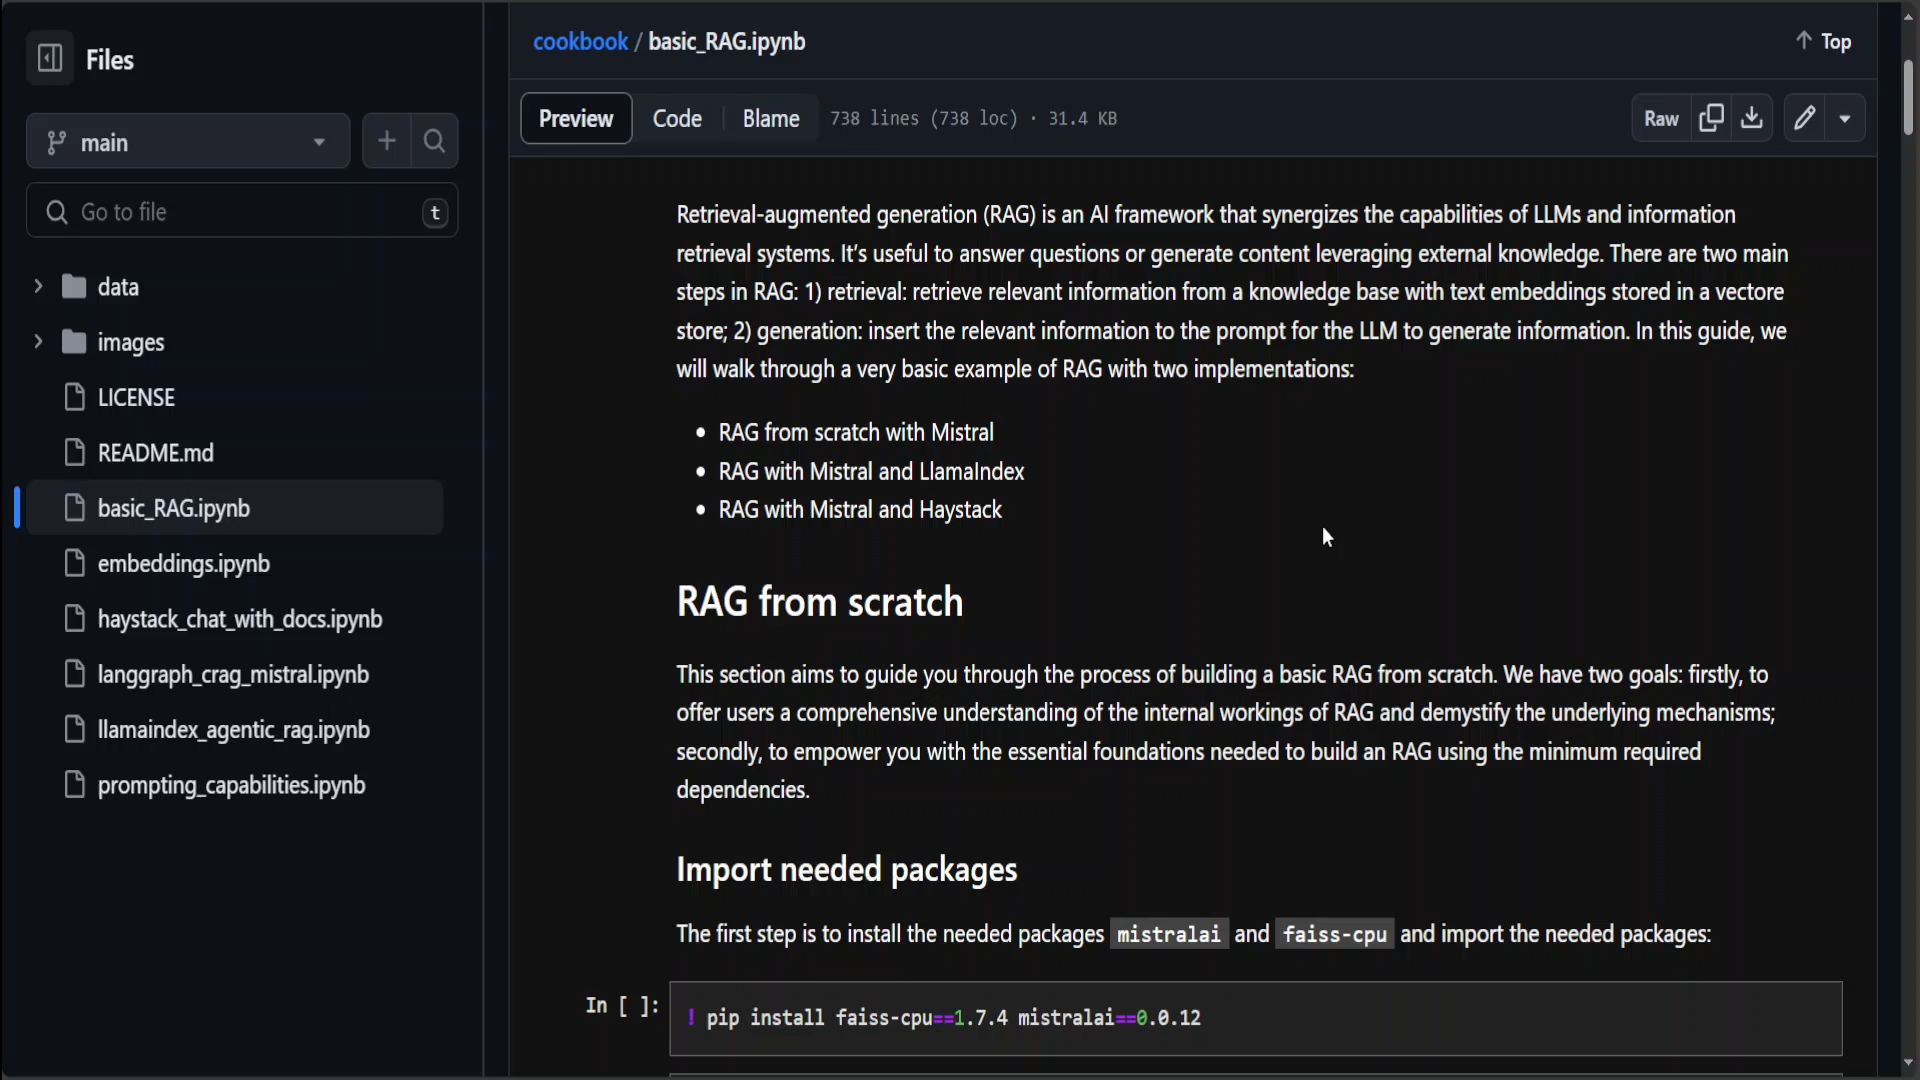 Files
main
Go to file
t
data
images
LICENSE
README.md
basic_RAG.ipynb
embeddings.ipynb
haystack_chat_with_docs.ipynb
langgraph_crag_mistral.ipynb
llamaindex_agentic_rag.ipynb
prompting_capabilities.ipynb
cookbook / basic_RAG.ipynb
Top
Preview Code Blame 738 lines (738 loc) · 31.4 KB
Raw
Retrieval-augmented generation (RAG) is an AI framework that synergizes the capabilities of LLMs and information
retrieval systems. It’s useful to answer questions or generate content leveraging external knowledge. There are two main
steps in RAG: 1) retrieval: retrieve relevant information from a knowledge base with text embeddings stored in a vectore
store; 2) generation: insert the relevant information to the prompt for the LLM to generate information. In this guide, we
will walk through a very basic example of RAG with two implementations:
• RAG from scratch with Mistral
• RAG with Mistral and LlamaIndex
• RAG with Mistral and Haystack
RAG from scratch
This section aims to guide you through the process of building a basic RAG from scratch. We have two goals: firstly, to
offer users a comprehensive understanding of the internal workings of RAG and demystify the underlying mechanisms;
secondly, to empower you with the essential foundations needed to build an RAG using the minimum required
dependencies.
Import needed packages
The first step is to install the needed packages mistralai and faiss-cpu and import the needed packages:
In [ ]:
! pip install faiss-cpu==1.7.4 mistralai==0.0.12